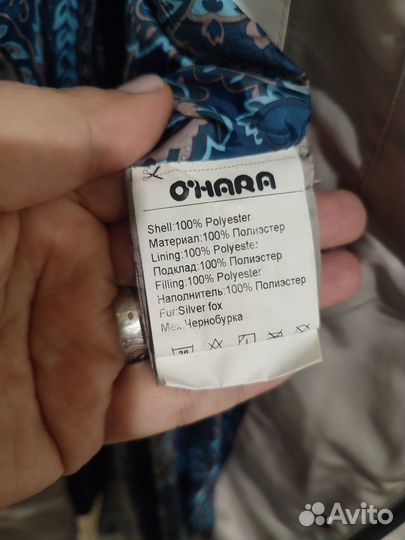 O'HARA
Shell:100% Polyester
Материал:100% Полиэстер
Lining:100% Polyester
Подклад:100% Полиэстер
Filling:100% Polyester
Наполнитель:100% Полиэстер
Fur:Silver fox
Мех:Чернобурка
30
Avito